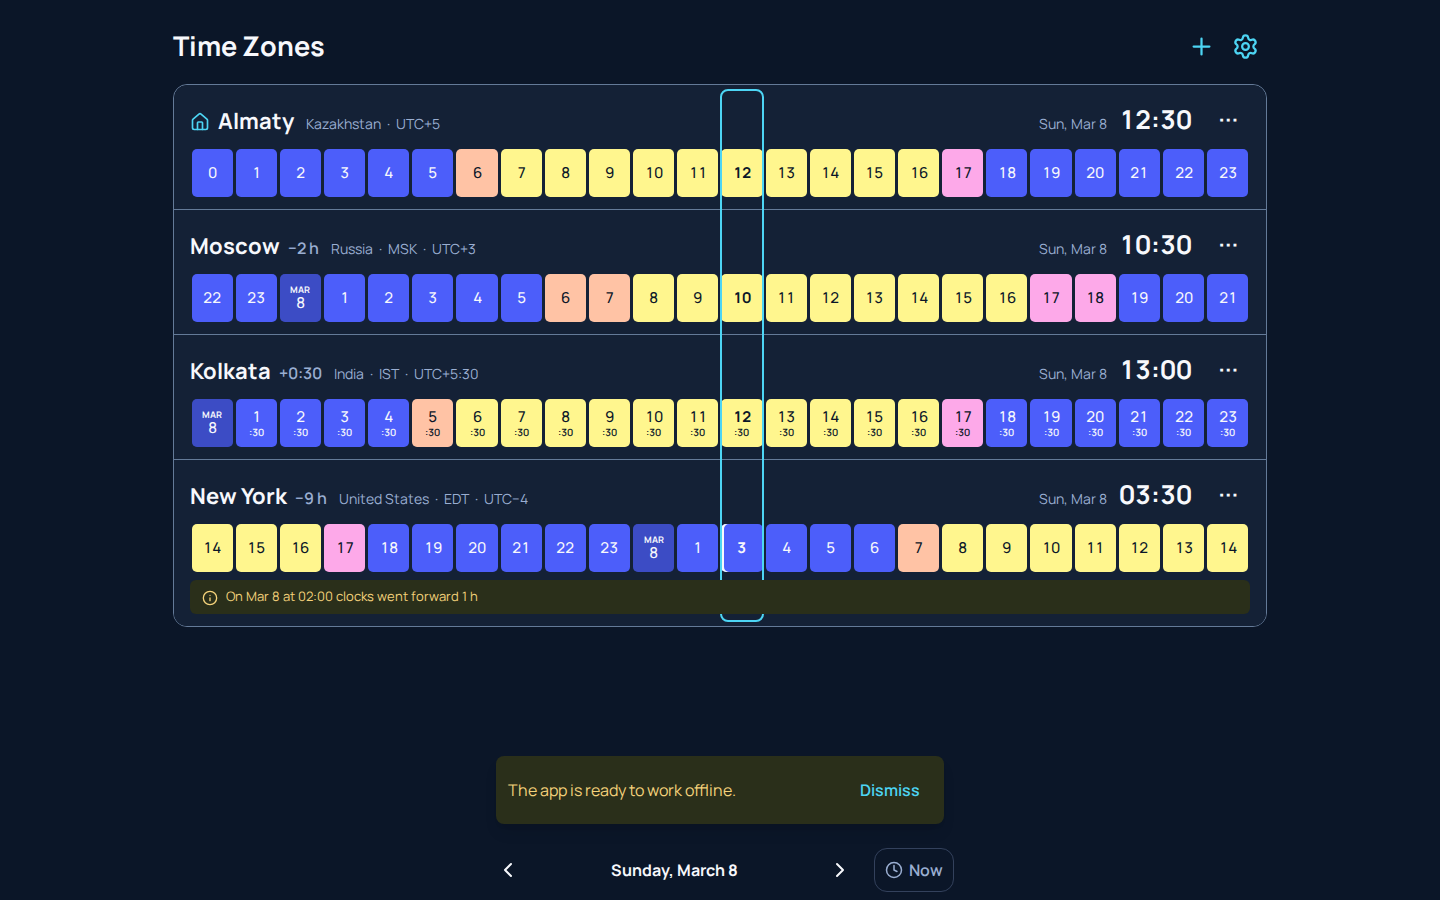 Time Zones
Almaty Kazakhstan · UTC+5 Sun, Mar 8 12:30
0 1 2 3 4 5 6 7 8 9 10 11 12 13 14 15 16 17 18 19 20 21 22 23
Moscow −2 h Russia · MSK · UTC+3 Sun, Mar 8 10:30
22 23 MAR 8 1 2 3 4 5 6 7 8 9 10 11 12 13 14 15 16 17 18 19 20 21
Kolkata +0:30 India · IST · UTC+5:30 Sun, Mar 8 13:00
MAR 8 1:30 2:30 3:30 4:30 5:30 6:30 7:30 8:30 9:30 10:30 11:30 12:30 13:30 14:30 15:30 16:30 17:30 18:30 19:30 20:30 21:30 22:30 23:30
New York −9 h United States · EDT · UTC−4 Sun, Mar 8 03:30
14 15 16 17 18 19 20 21 22 23 MAR 8 1 3 4 5 6 7 8 9 10 11 12 13 14
On Mar 8 at 02:00 clocks went forward 1 h
The app is ready to work offline. Dismiss
Sunday, March 8 Now